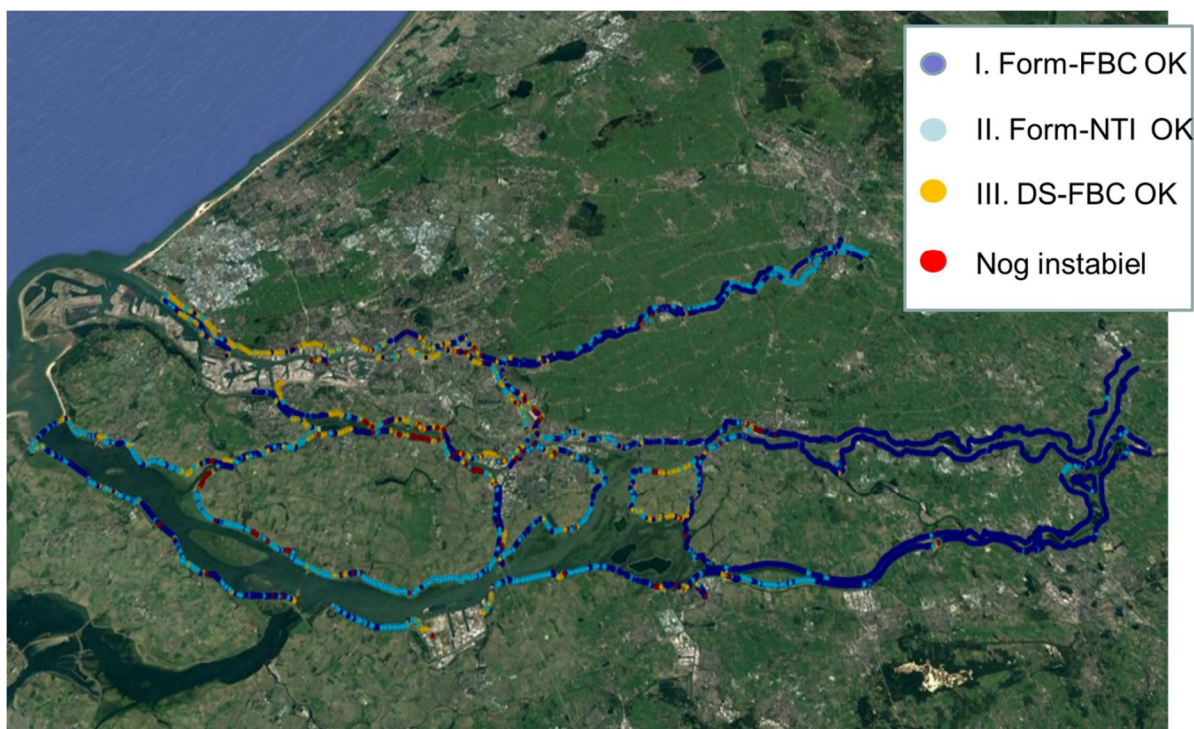 I. Form-FBC OK
II. Form-NTI OK
III. DS-FBC OK
Nog instabiel